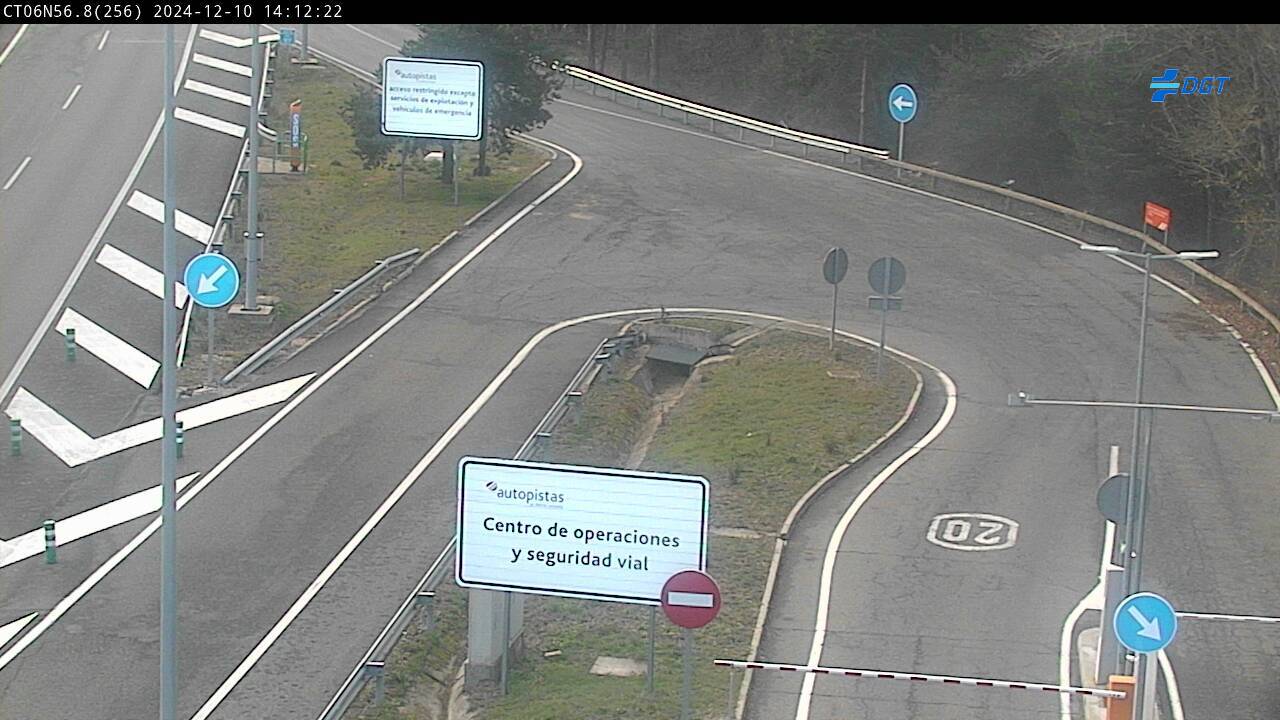 CT06N56.8(256) 2024-12-10 14:12:22
DGT
autopistas
acceso restringido excepto
servicios de explotación y
vehículos de emergencia
SOS
20
autopistas
Centro de operaciones
y seguridad vial